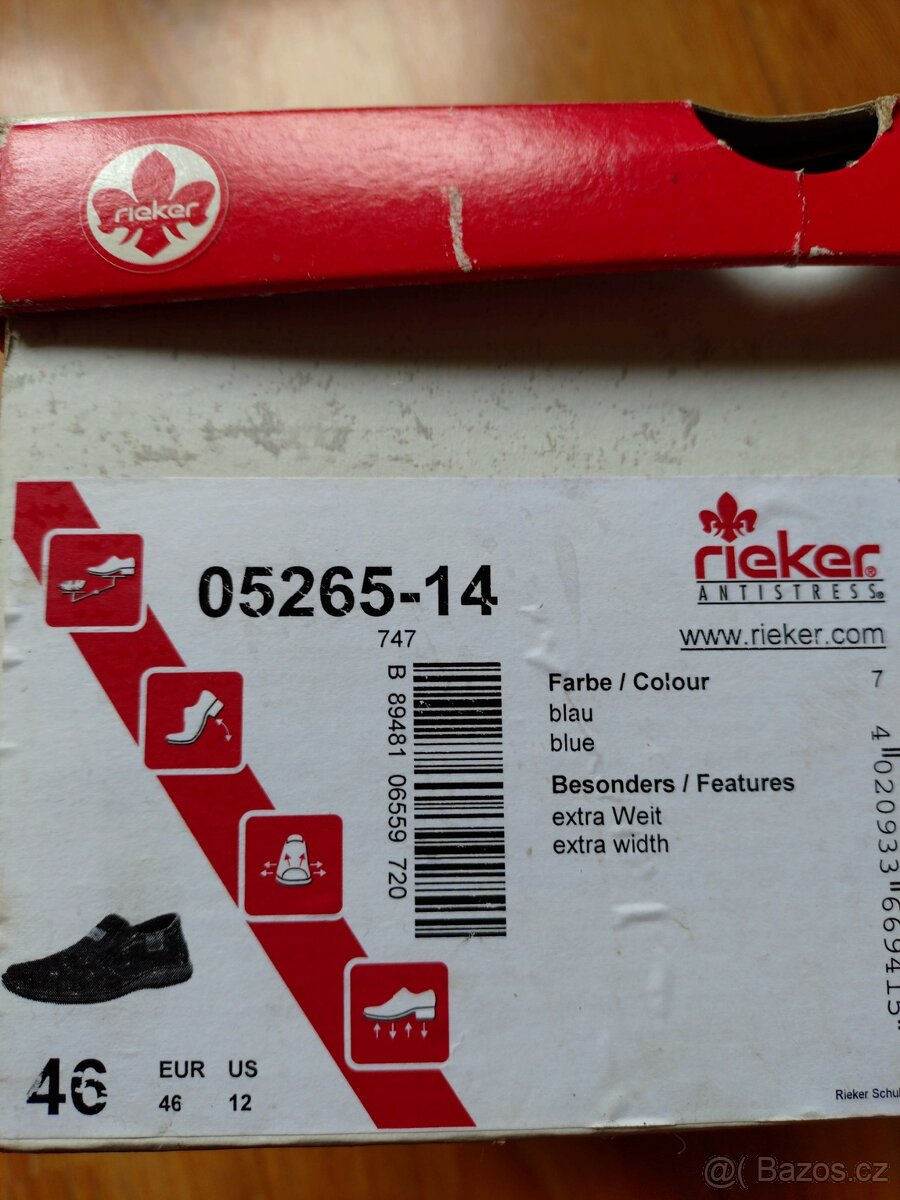 rieker
05265-14
747
B 89481 06559 720
rieker®
ANTISTRESS®
www.rieker.com
Farbe / Colour
blau
blue
Besonders / Features
extra Weit
extra width
7
4 "020933"669415"
46
EUR US
46 12
Rieker Schu
@( Bazos.cz